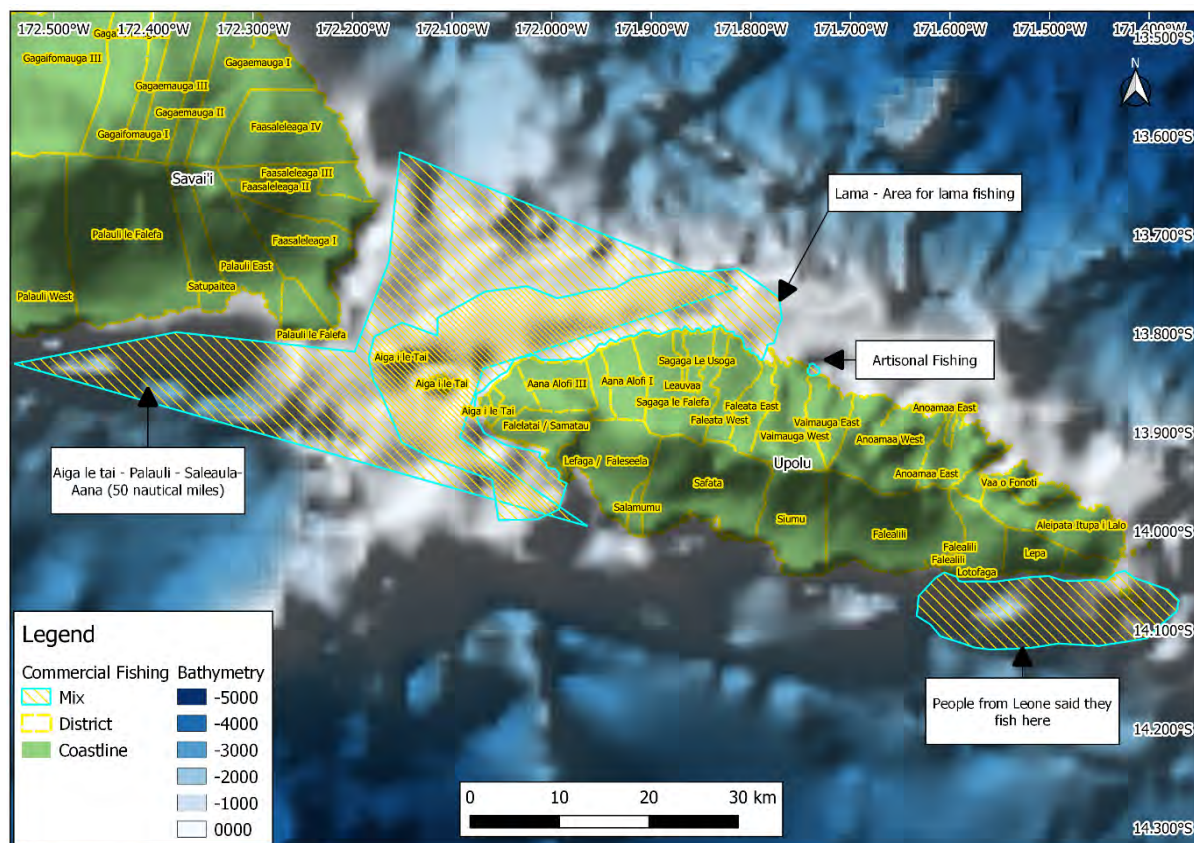 172.500°S 172.400°W 172.300°W 172.200°W 172.100°W 172.000°W 171.900°W 171.800°W 171.700°W 171.600°W 171.500°W
13.500°S
Gagaifomauga III
Gagaemauga I
N
Gagaemauga III
Gagaemauga II
Gagaifomauga I
Faasaleleaga IV
13.600°S
Savai'i
Faasaleleaga III
Faasaleleaga II
Lama - Area for lama fishing
Palauli le Falefa
Faasaleleaga I
13.700°S
Palauli East
Palauli West
Satupaitea
Palauli le Falefa
13.800°S
Aiga i le Tai
Aiga i le Tai
Aiga i le Tai
Sagaga Le Usoga
Artisonal Fishing
Aana Alofi III
Aana Alofi I
Leauvaa
Sagaga le Falefa
Faleata East
Faleata West
Anoamaa East
Falelatai / Samatau
Vaimauga East
Vaimauga West
Anoamaa West
13.900°S
Aiga le tai - Palauli - Saleaula-
Aana (50 nautical miles)
Lefaga / Faleseela
Upolu
Anoamaa East
Safata
Vaa o Fonoti
Salamumu
Siumu
Falealili
Aleipata Itupa i Lalo
14.000°S
Falealili
Falealili
Lepa
Lotofaga
14.100°S
People from Leone said they
fish here
14.200°S
14.300°S
Legend
Commercial Fishing
Mix
District
Coastline
Bathymetry
-5000
-4000
-3000
-2000
-1000
0000
0 10 20 30 km